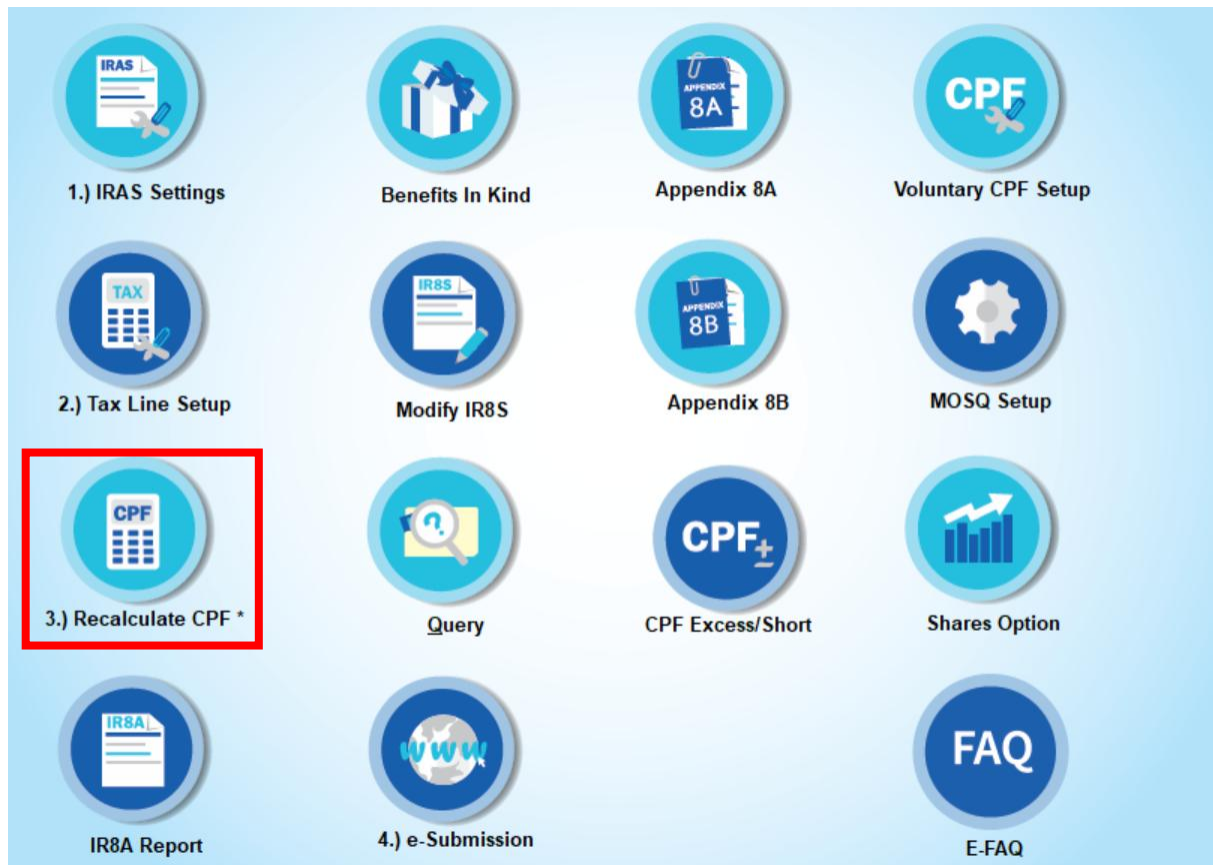 IRAS
1.) IRAS Settings
Benefits In Kind
APPENDIX
8A
Appendix 8A
CPF
Voluntary CPF Setup
TAX
2.) Tax Line Setup
IR8S
Modify IR8S
APPENDIX
8B
Appendix 8B
MOSQ Setup
CPF
3.) Recalculate CPF *
?
Query
CPF±
CPF Excess/Short
Shares Option
IR8A
IR8A Report
www
4.) e-Submission
FAQ
E-FAQ